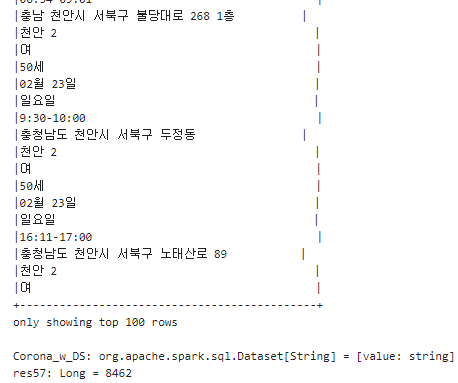 |충남 천안시 서북구 불당대로 268 1층 |
|천안 2 |
|여 |
|50세 |
|02월 23일 |
|일요일 |
|9:30-10:00 |
|충청남도 천안시 서북구 두정동 |
|천안 2 |
|여 |
|50세 |
|02월 23일 |
|일요일 |
|16:11-17:00 |
|충청남도 천안시 서북구 노태산로 89 |
|천안 2 |
|여 |
+------------------------------------------+
only showing top 100 rows
Corona_w_DS: org.apache.spark.sql.Dataset[String] = [value: string]
res57: Long = 8462